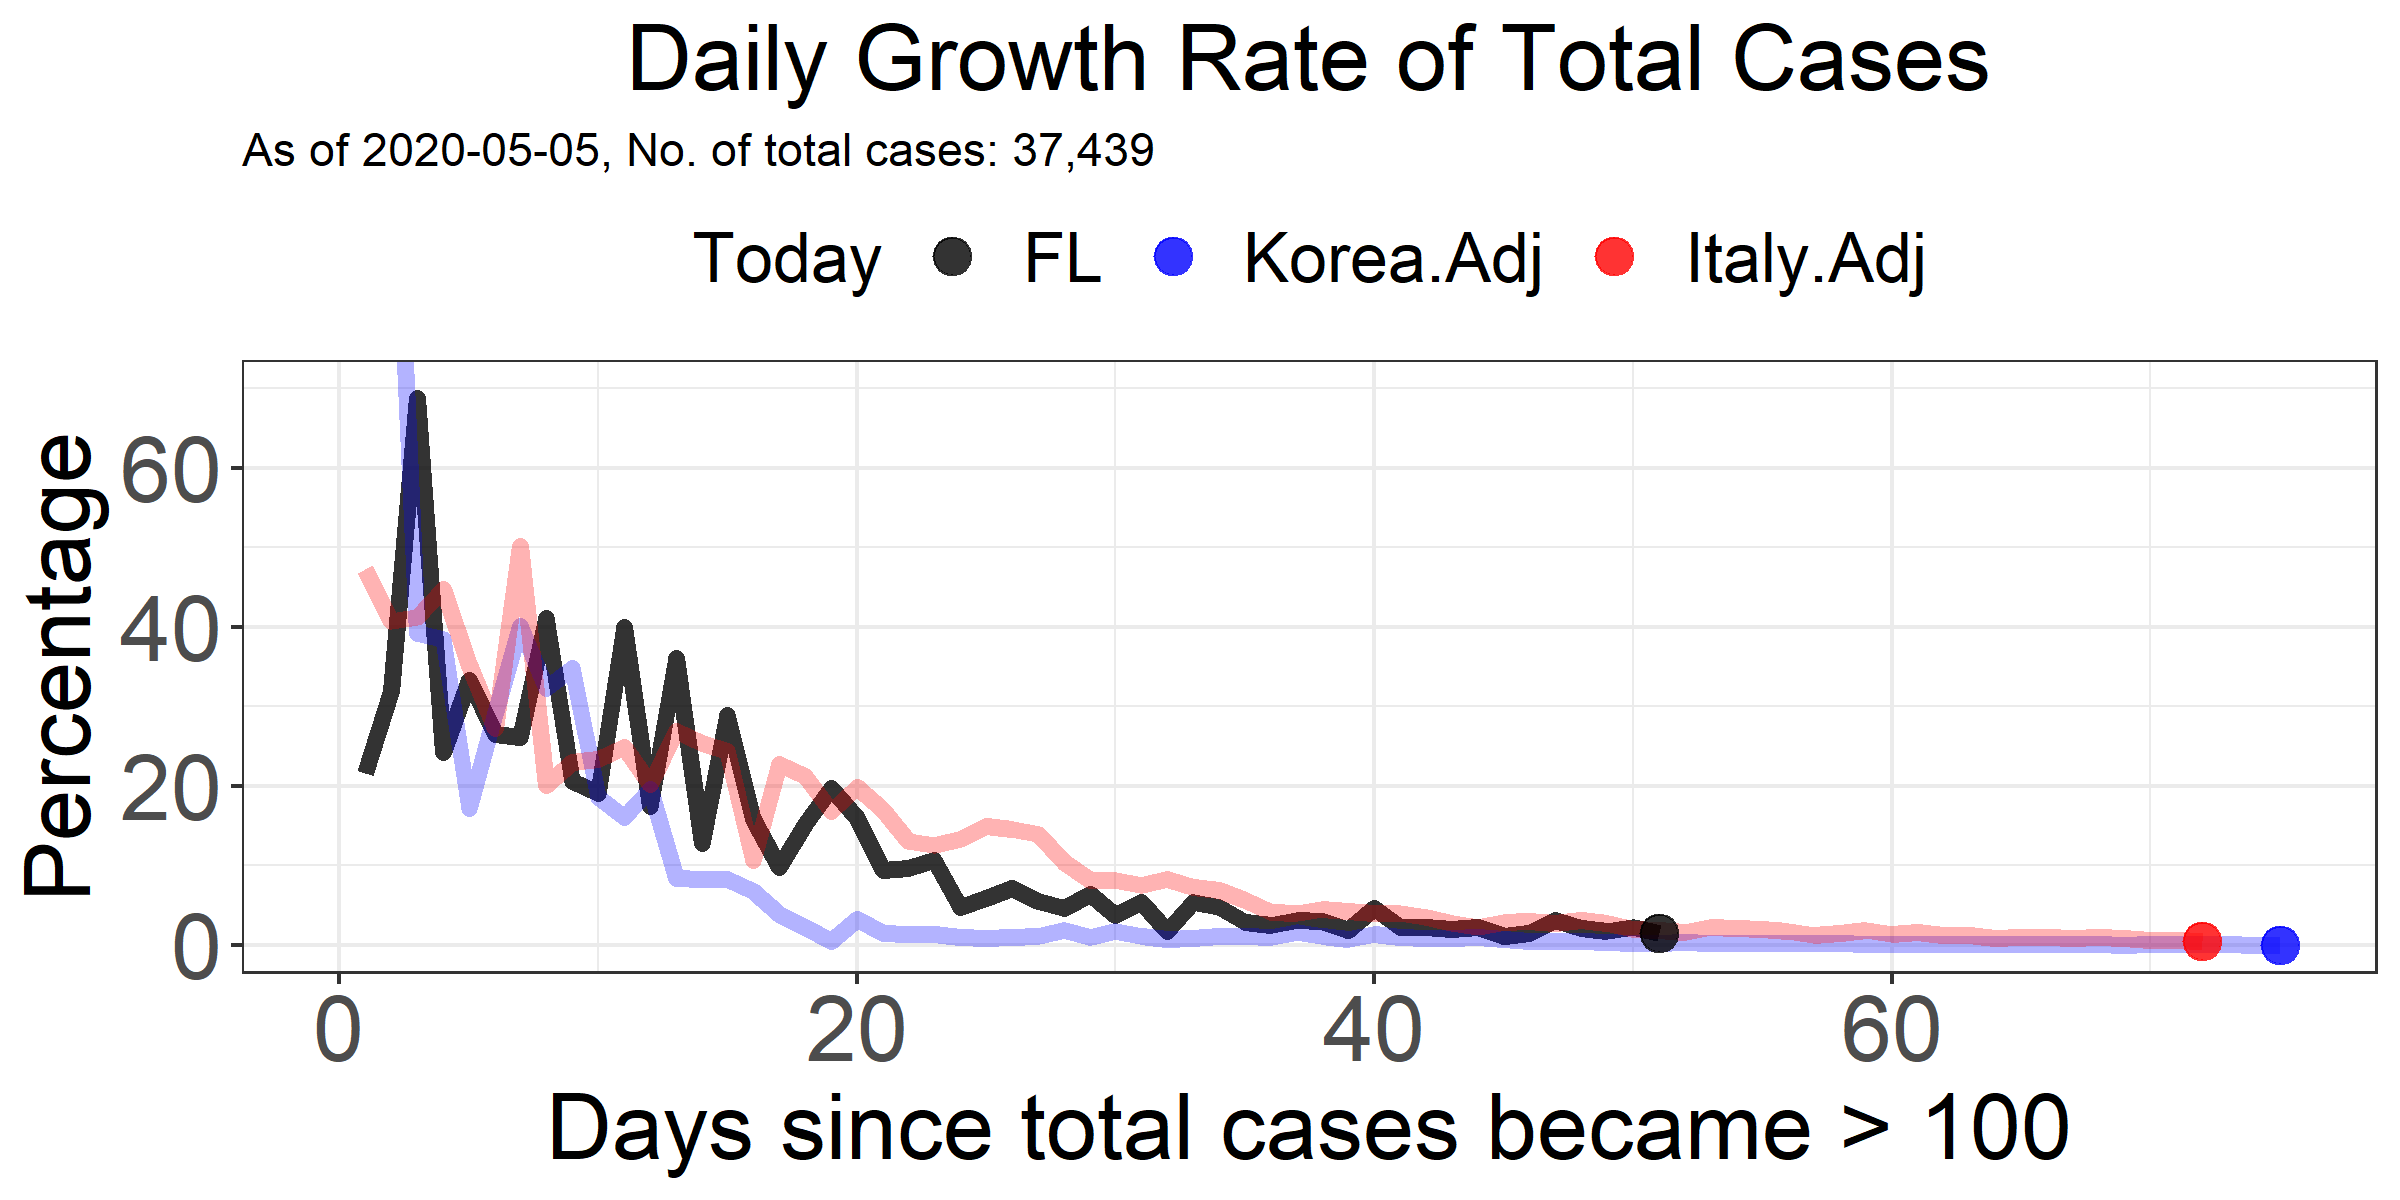 Daily Growth Rate of Total Cases
As of 2020-05-05, No. of total cases: 37,439
Today FL Korea.Adj Italy.Adj
Percentage
60
40
20
0
0 20 40 60
Days since total cases became > 100